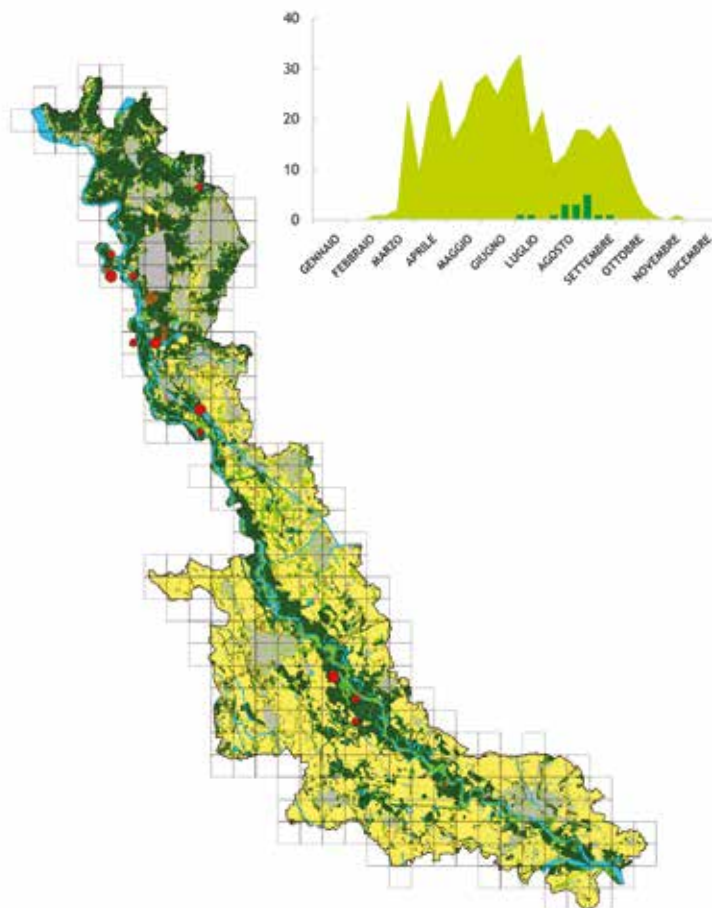 40
30
20
10
0
GENNAIO
FEBBRAIO
MARZO
APRILE
MAGGIO
GIUGNO
LUGLIO
AGOSTO
SETTEMBRE
OTTOBRE
NOVEMBRE
DICEMBRE